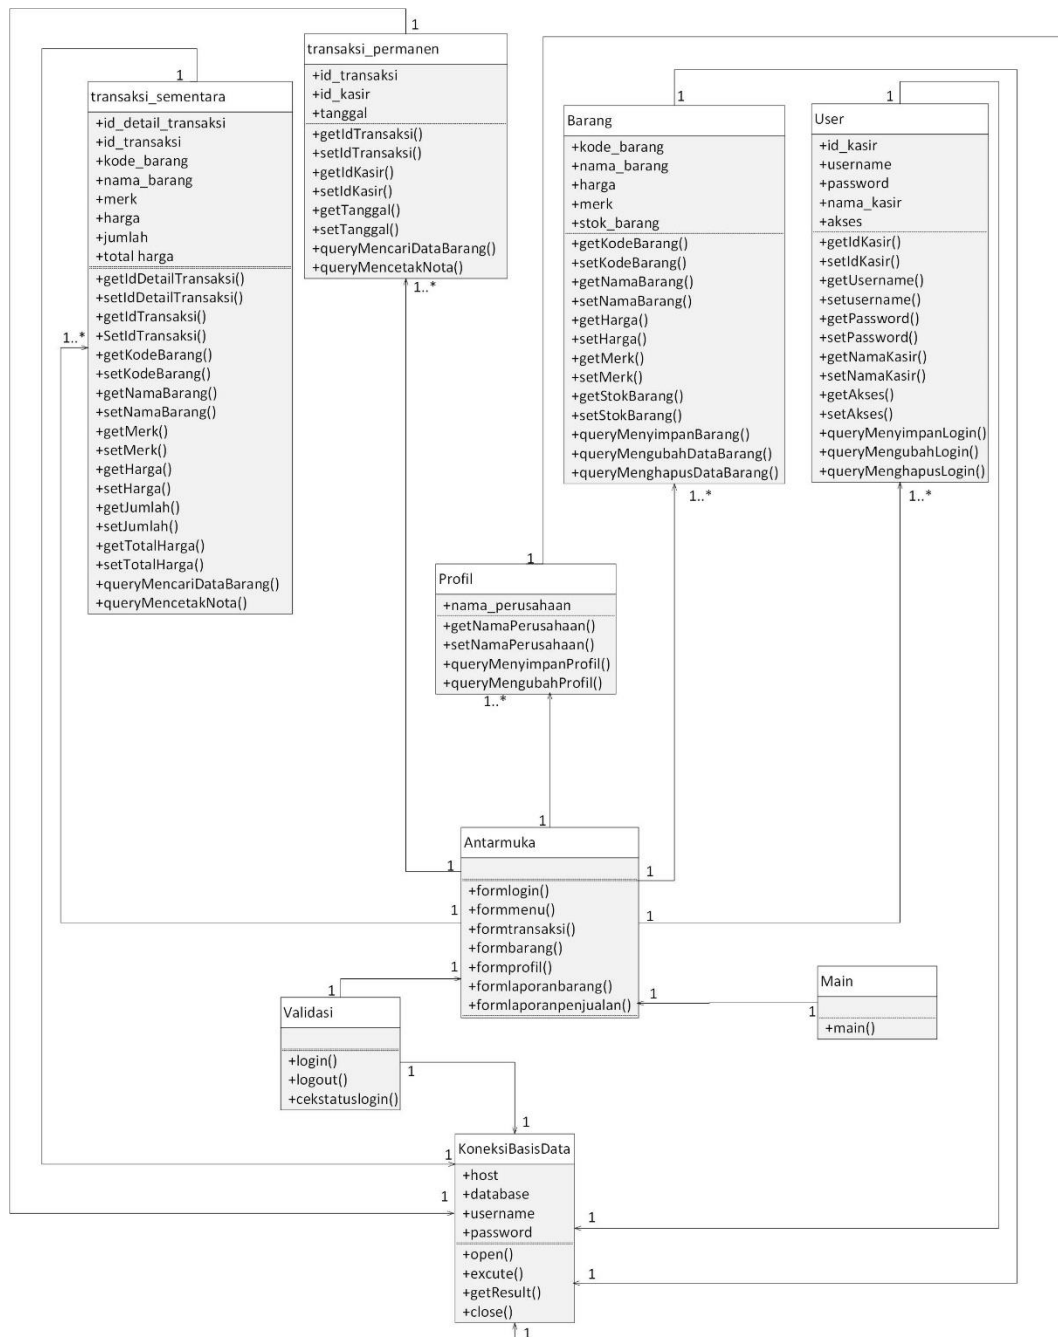 1
transaksi_permanen
+id_transaksi
+id_kasir
+tanggal
+getIdTransaksi()
+setIdTransaksi()
+getIdKasir()
+setIdKasir()
+getTanggal()
+setTanggal()
+queryMencariDataBarang()
+queryMencetakNota()
1..*
1
transaksi_sementara
+id_detail_transaksi
+id_transaksi
+kode_barang
+nama_barang
+merk
+harga
+jumlah
+total harga
+getIdDetailTransaksi()
+setIdDetailTransaksi()
+getIdTransaksi()
+SetIdTransaksi()
+getKodeBarang()
+setKodeBarang()
+getNamaBarang()
+setNamaBarang()
+getMerk()
+setMerk()
+getHarga()
+setHarga()
+getJumlah()
+setJumlah()
+getTotalHarga()
+setTotalHarga()
+queryMencariDataBarang()
+queryMencetakNota()
1..*
1
Barang
+kode_barang
+nama_barang
+harga
+merk
+stok_barang
+getKodeBarang()
+setKodeBarang()
+getNamaBarang()
+setNamaBarang()
+getHarga()
+setHarga()
+getMerk()
+setMerk()
+getStokBarang()
+setStokBarang()
+queryMenyimpanBarang()
+queryMengubahDataBarang()
+queryMenghapusDataBarang()
1..*
1
User
+id_kasir
+username
+password
+nama_kasir
+akses
+getIdKasir()
+setIdKasir()
+getUsername()
+setusername()
+getPassword()
+setPassword()
+getNamaKasir()
+setNamaKasir()
+getAkses()
+setAkses()
+queryMenyimpanLogin()
+queryMengubahLogin()
+queryMenghapusLogin()
1..*
1
Profil
+nama_perusahaan
+getNamaPerusahaan()
+setNamaPerusahaan()
+queryMenyimpanProfil()
+queryMengubahProfil()
1..*
1
Antarmuka
1
1
1
1
+formlogin()
+formmenu()
+formtransaksi()
+formbarang()
+formprofil()
+formlaporanbarang()
+formlaporanpenjualan()
1
1
1
1
Main
+main()
Validasi
+login()
+logout()
+cekstatuslogin()
1
1
KoneksiBasisData
+host
+database
+username
+password
+open()
+excute()
+getResult()
+close()
1
1
1
1
1